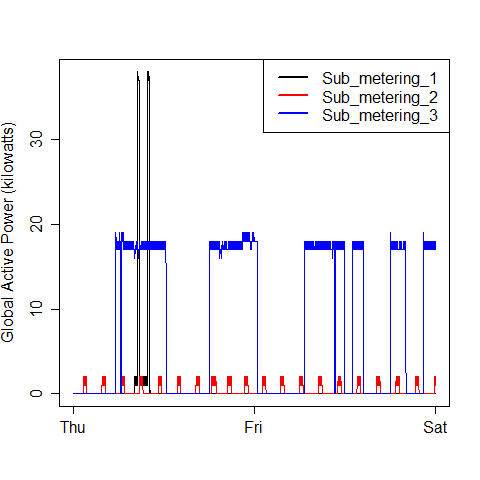 Sub_metering_1
Sub_metering_2
Sub_metering_3
Global Active Power (kilowatts)
30
20
10
0
Thu Fri Sat